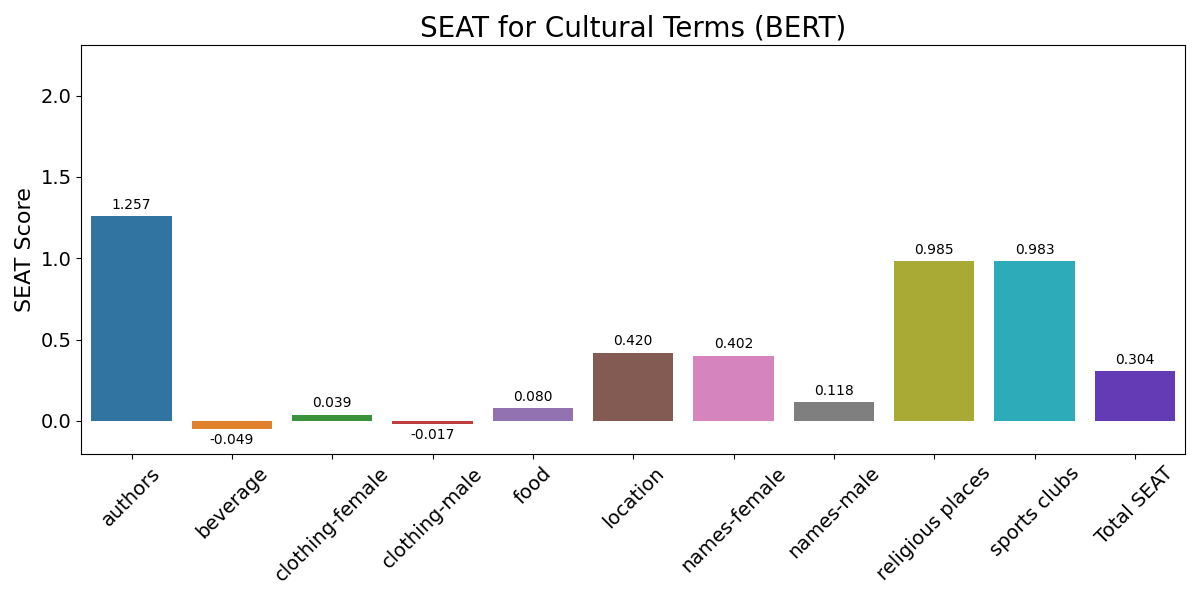 SEAT for Cultural Terms (BERT)
SEAT Score
2.0
1.5
1.0
0.5
0.0
1.257
-0.049
0.039
-0.017
0.080
0.420
0.402
0.118
0.985
0.983
0.304
authors
beverage
clothing-female
clothing-male
food
location
names-female
names-male
religious places
sports clubs
Total SEAT